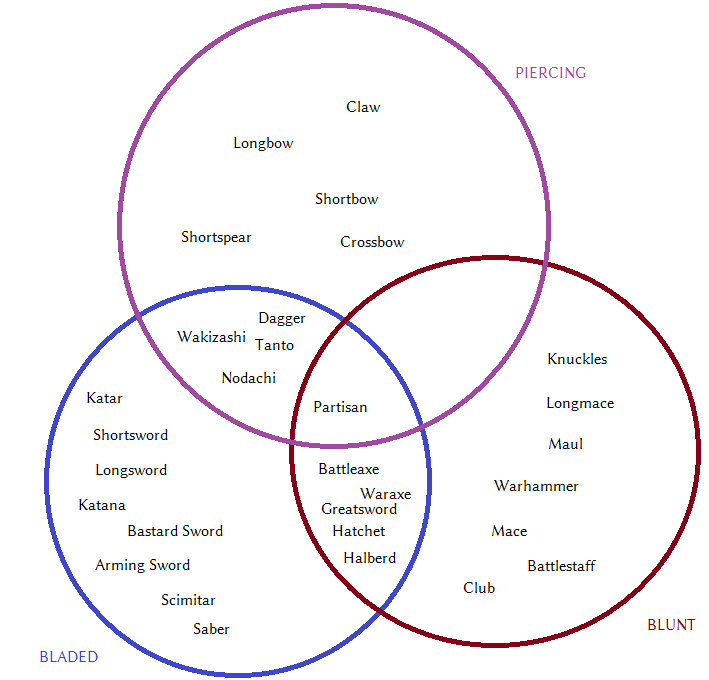 PIERCING
Claw
Longbow
Shortbow
Shortspear
Crossbow
Dagger
Wakizashi
Tanto
Nodachi
Knuckles
Katar
Longmace
Partisan
Shortsword
Maul
Longsword
Battleaxe
Warhammer
Waraxe
Katana
Greatsword
Bastard Sword
Hatchet
Mace
Arming Sword
Halberd
Battlestaff
Club
Scimitar
Saber
BLUNT
BLADED